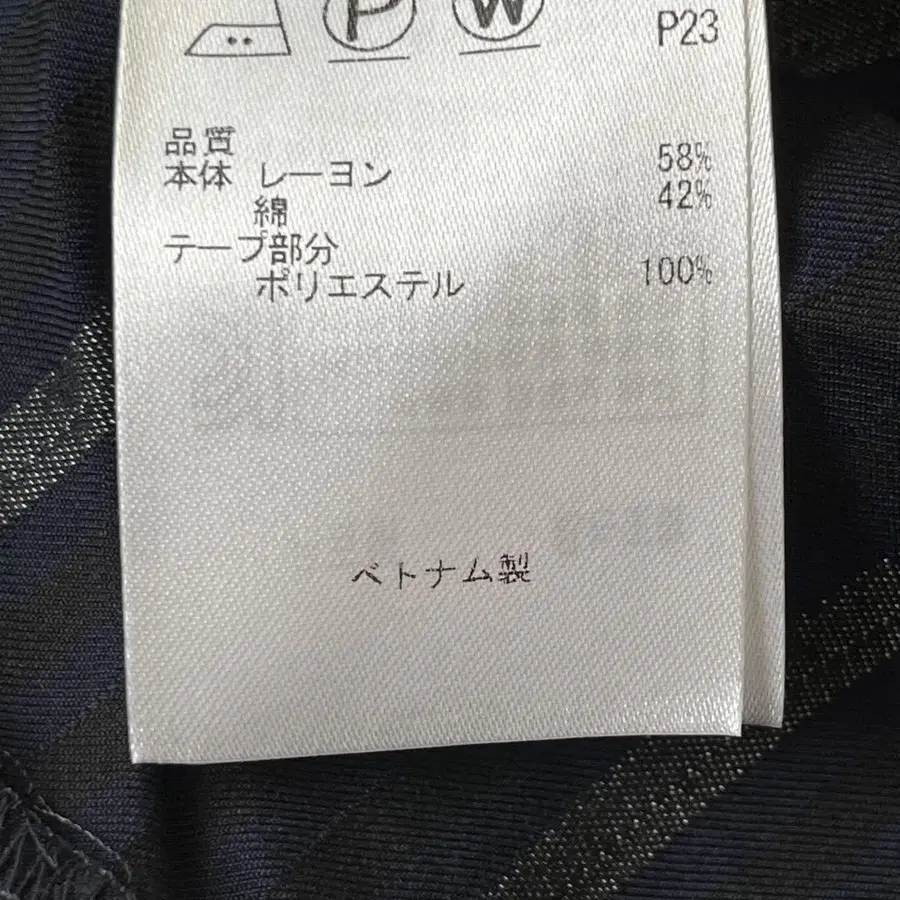 P W
P23
品質
本体 レーヨン 58%
綿 42%
テープ部分
ポリエステル 100%
ベトナム製